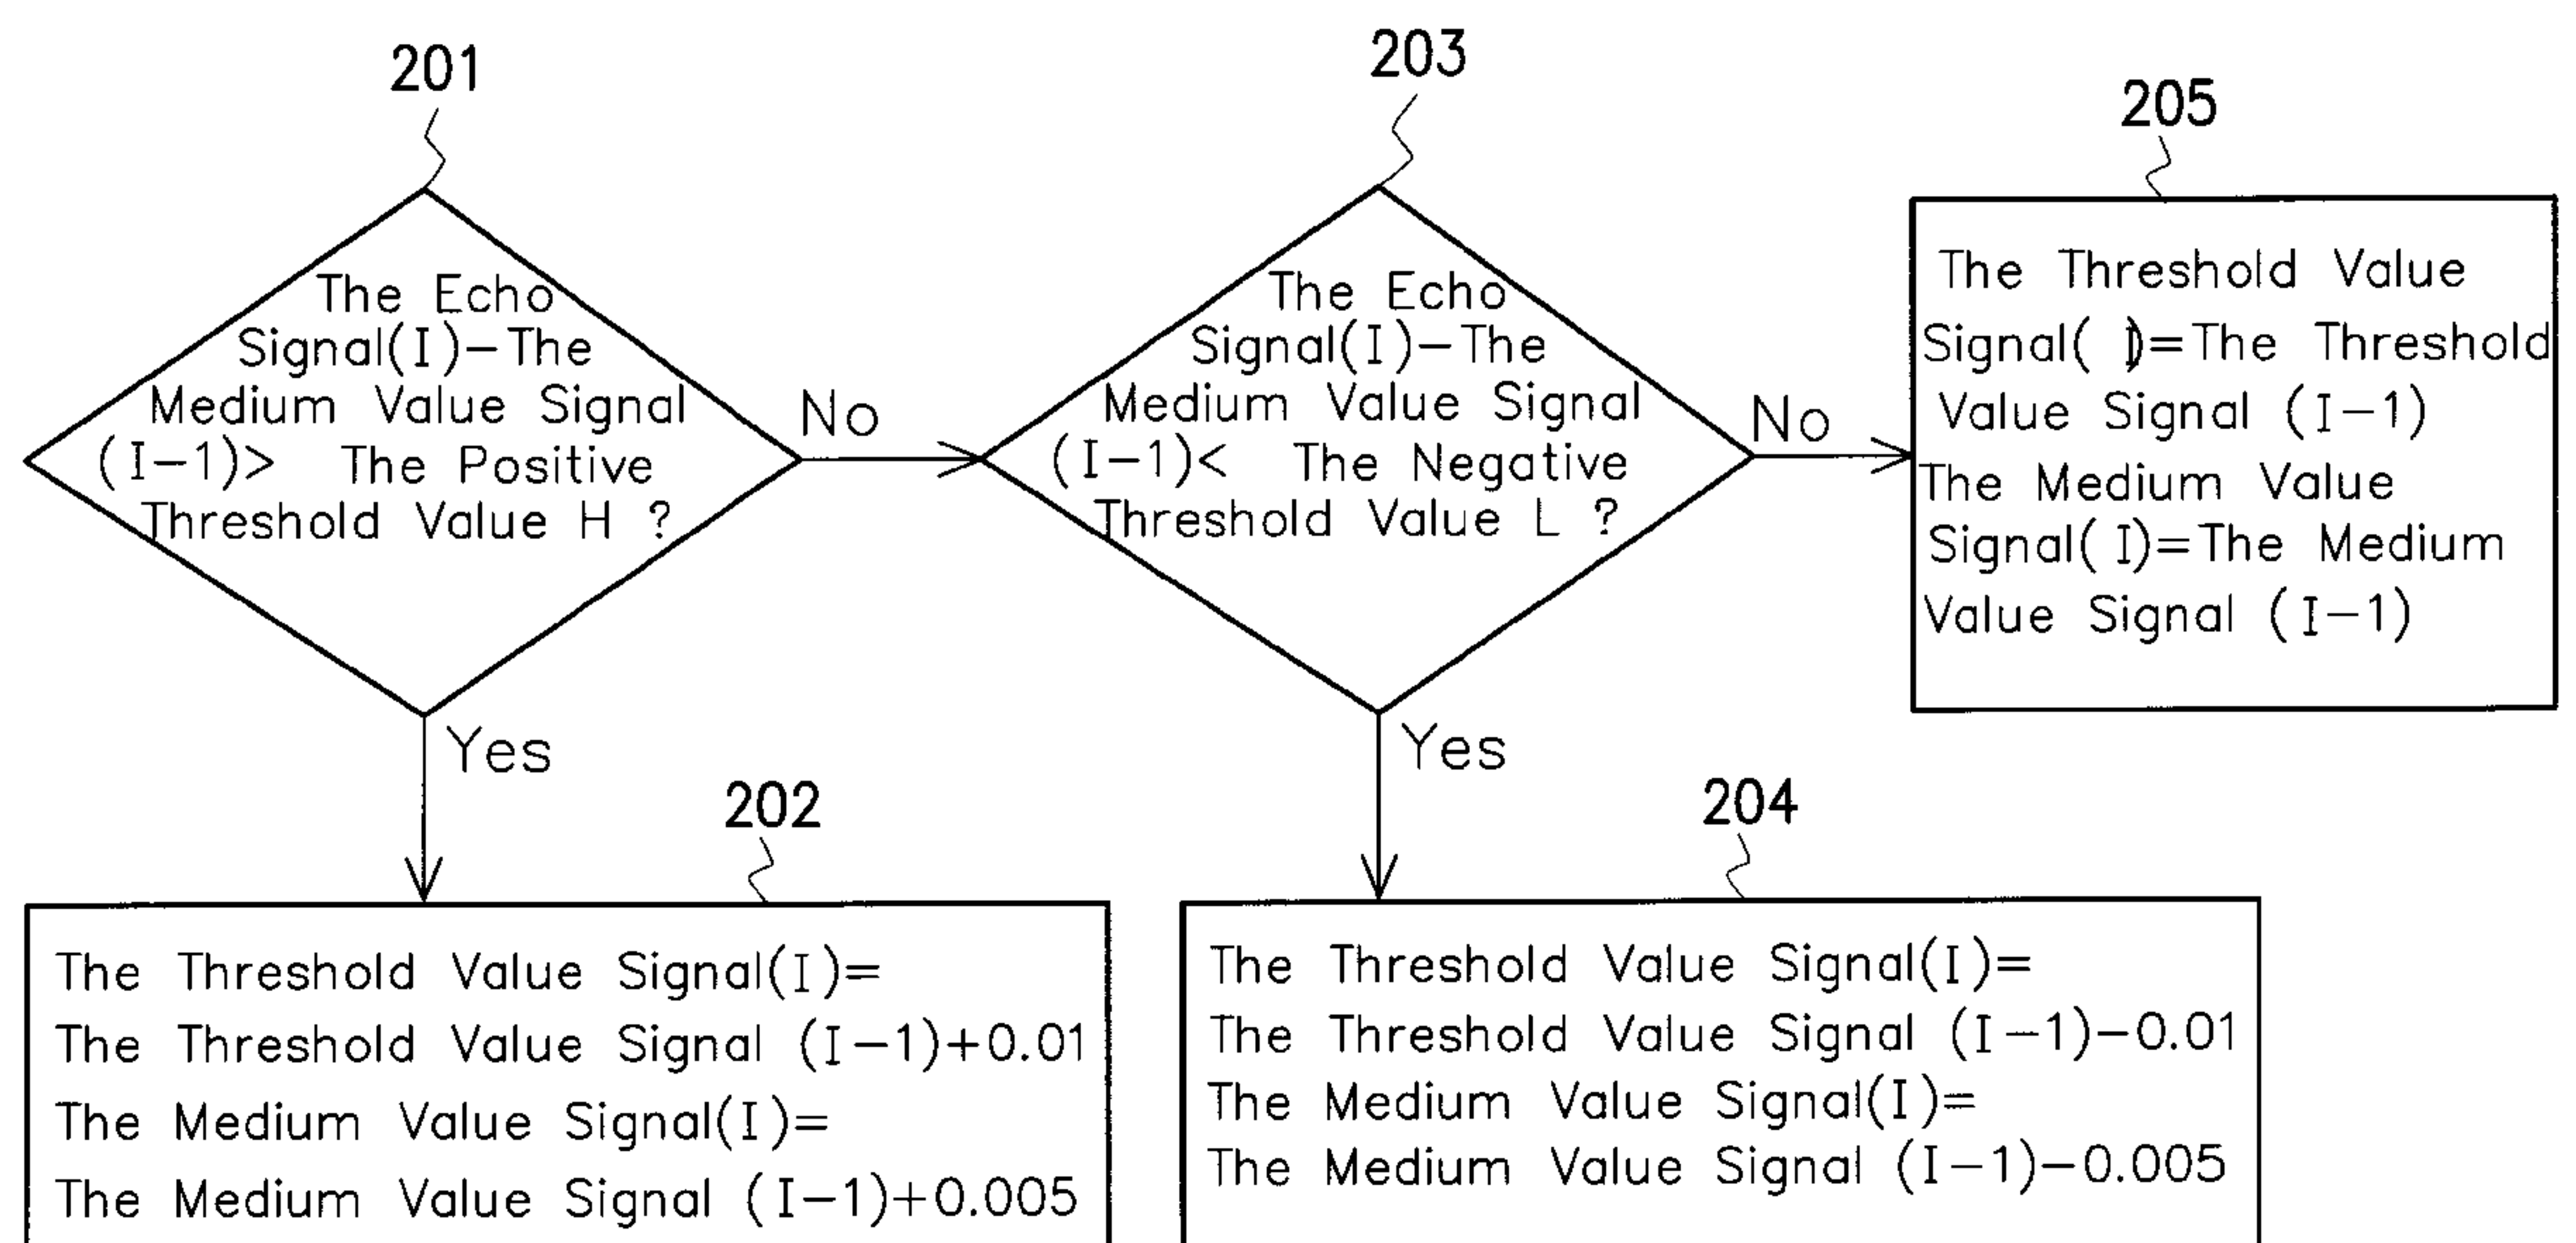 201
The Echo
Signal(I)-The
Medium Value Signal
(I-1)> The Positive
Threshold Value H ?
No
Yes
202
The Threshold Value Signal(I)=
The Threshold Value Signal (I-1)+0.01
The Medium Value Signal(I)=
The Medium Value Signal (I-1)+0.005
203
The Echo
Signal(I)-The
Medium Value Signal
(I-1)< The Negative
Threshold Value L ?
No
Yes
204
The Threshold Value Signal(I)=
The Threshold Value Signal (I-1)-0.01
The Medium Value Signal(I)=
The Medium Value Signal (I-1)-0.005
205
The Threshold Value
Signal( I)=The Threshold
Value Signal (I-1)
The Medium Value
Signal( I)=The Medium
Value Signal (I-1)